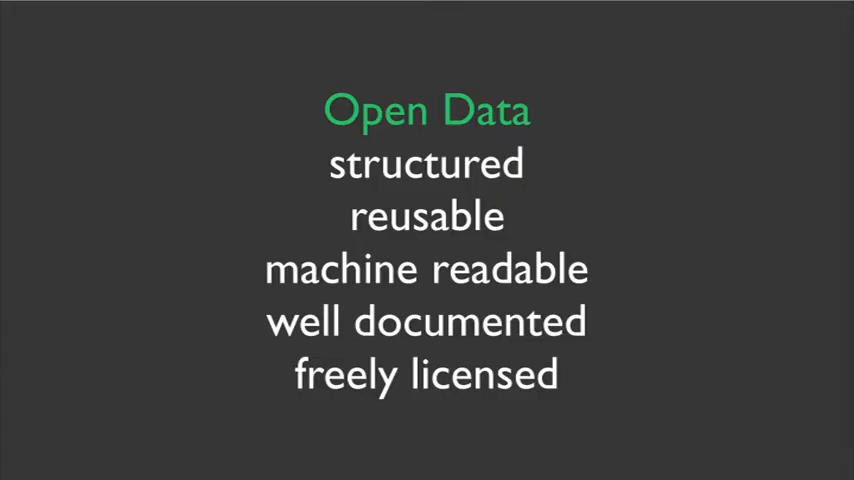 Open Data
structured
reusable
machine readable
well documented
freely licensed